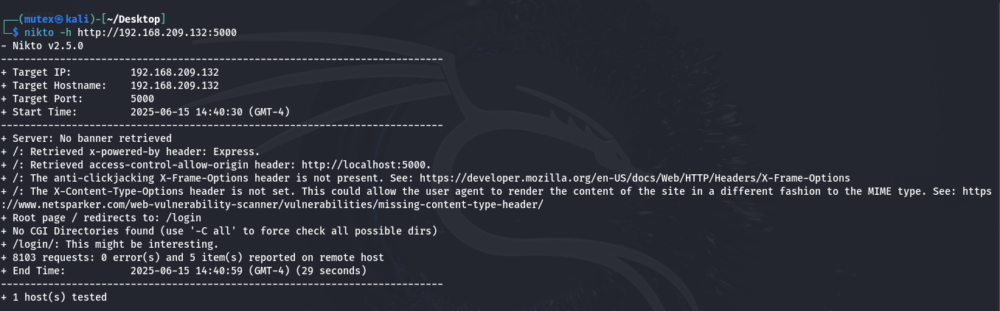 ┌──(mutex㉿kali)-[~/Desktop]
└─$ nikto -h http://192.168.209.132:5000
- Nikto v2.5.0
---------------------------------------------------------------------------
+ Target IP:          192.168.209.132
+ Target Hostname:    192.168.209.132
+ Target Port:        5000
+ Start Time:         2025-06-15 14:40:30 (GMT-4)
---------------------------------------------------------------------------
+ Server: No banner retrieved
+ /: Retrieved x-powered-by header: Express.
+ /: Retrieved access-control-allow-origin header: http://localhost:5000.
+ /: The anti-clickjacking X-Frame-Options header is not present. See: https://developer.mozilla.org/en-US/docs/Web/HTTP/Headers/X-Frame-Options
+ /: The X-Content-Type-Options header is not set. This could allow the user agent to render the content of the site in a different fashion to the MIME type. See: https
://www.netsparker.com/web-vulnerability-scanner/vulnerabilities/missing-content-type-header/
+ Root page / redirects to: /login
+ No CGI Directories found (use '-C all' to force check all possible dirs)
+ /login/: This might be interesting.
+ 8103 requests: 0 error(s) and 5 item(s) reported on remote host
+ End Time:           2025-06-15 14:40:59 (GMT-4) (29 seconds)
---------------------------------------------------------------------------
+ 1 host(s) tested